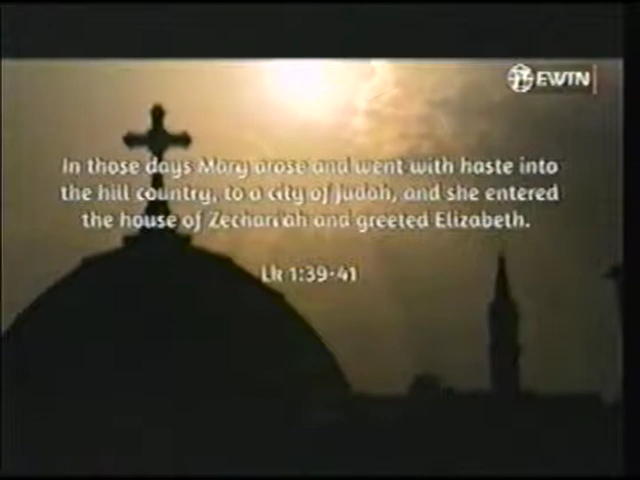 EWTN
In those days Mary arose and went with haste into
the hill country, to a city of Judah, and she entered
the house of Zechariah and greeted Elizabeth.
Lk 1:39-41